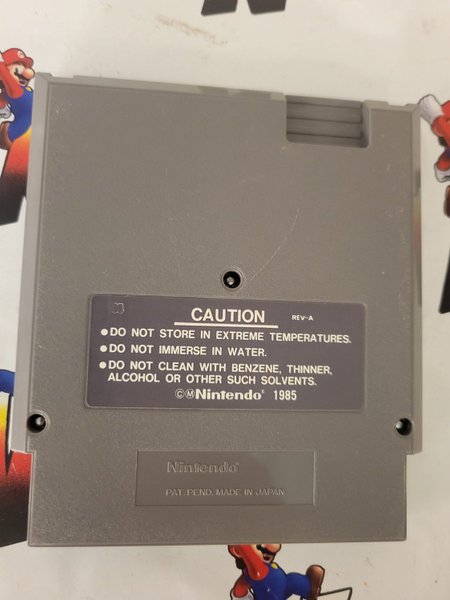 CAUTION REV-A
●DO NOT STORE IN EXTREME TEMPERATURES.
●DO NOT IMMERSE IN WATER.
●DO NOT CLEAN WITH BENZENE, THINNER,
ALCOHOL OR OTHER SUCH SOLVENTS.
©ⓂNintendo® 1985
Nintendo®
PAT. PEND. MADE IN JAPAN